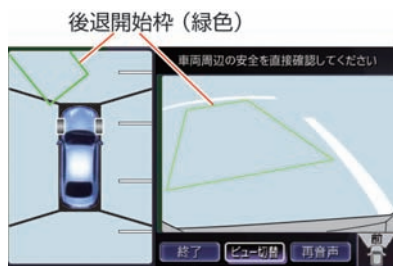 後退開始枠（緑色）
車両周辺の安全を直接確認してください
終了
ビュー切替
再音声
前